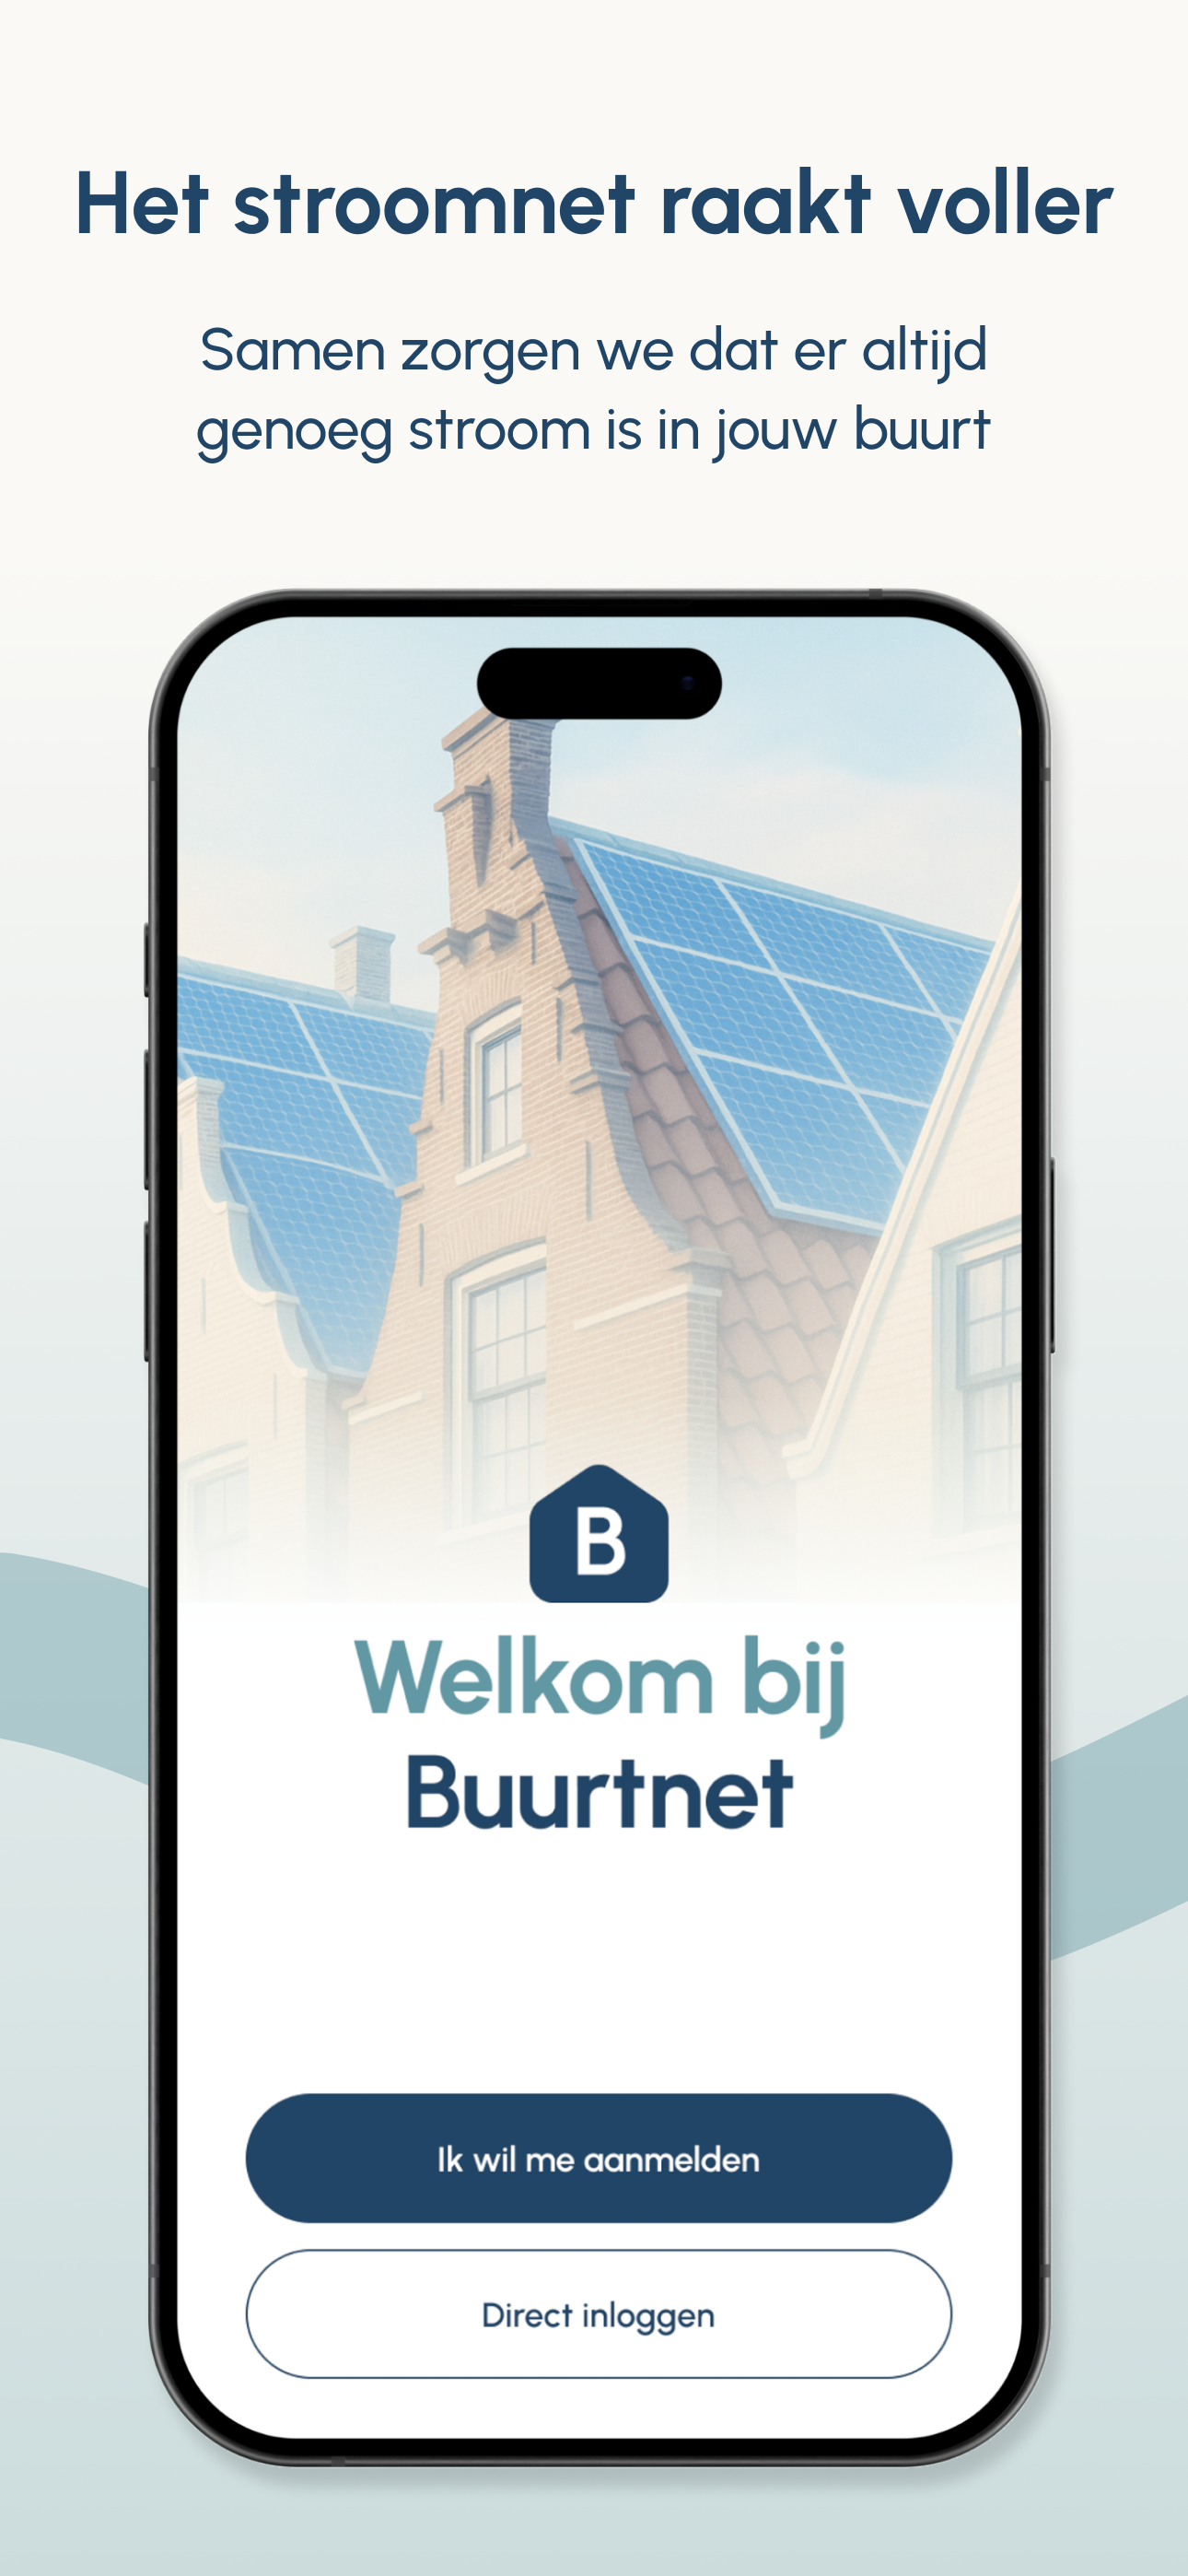 Het stroomnet raakt voller
Samen zorgen we dat er altijd
genoeg stroom is in jouw buurt
B
Welkom bij
Buurtnet
Ik wil me aanmelden
Direct inloggen